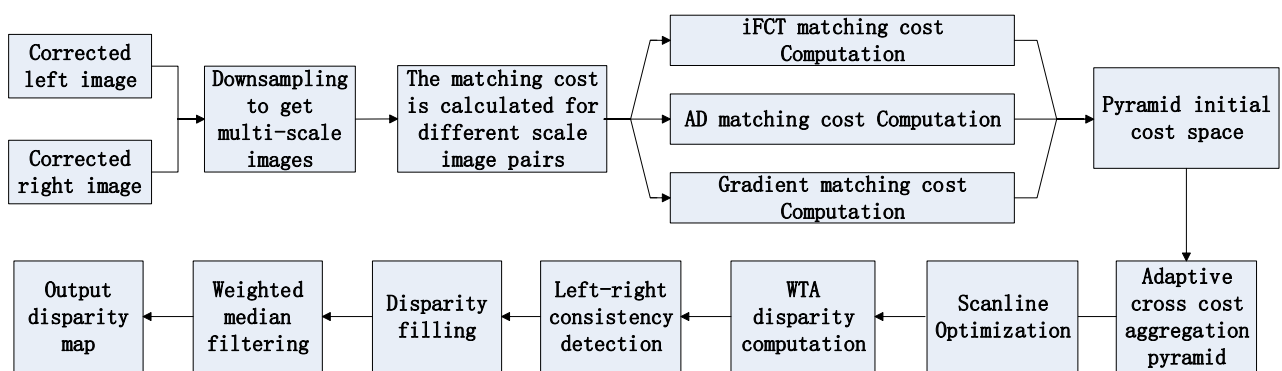 Corrected
left image
Corrected
right image
Downsampling
to get
multi-scale
images
The matching cost
is calculated for
different scale
image pairs
iFCT matching cost
Computation
AD matching cost Computation
Gradient matching cost
Computation
Pyramid initial
cost space
Adaptive
cross cost
aggregation
pyramid
Scanline
Optimization
WTA
disparity
computation
Left-right
consistency
detection
Disparity
filling
Weighted
median
filtering
Output
disparity
map